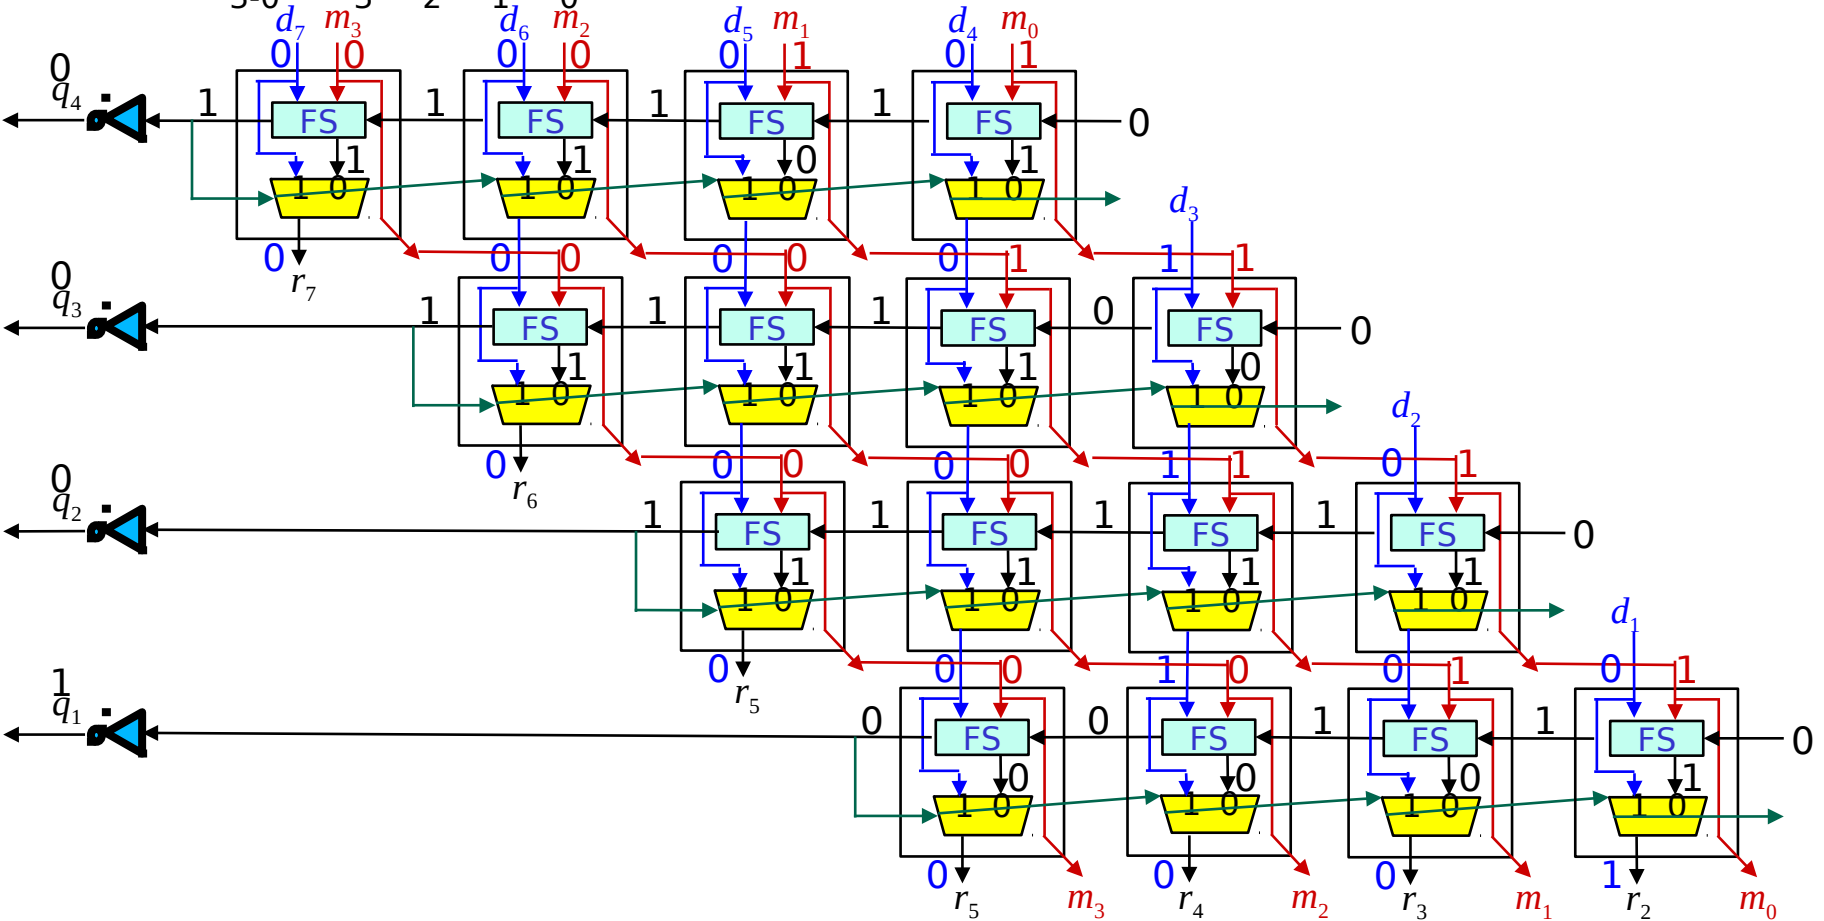 d7 m3 d6 m2 d5 m1 d4 m0
0 0 0 0 0 1 0 1
0
q4 1 FS 1 FS 1 FS 1 FS 0
1 1 0 1
1 0 1 0 1 0 1 0
d3
0 0 0 0 0 0 1 1 1
r7
0
q3 1 FS 1 FS 1 FS 0 FS 0
1 1 1 0
1 0 1 0 1 0 1 0
d2
0 0 0 0 0 1 1 0 1
r6
0
q2 1 FS 1 FS 1 FS 1 FS 0
1 1 1 1
1 0 1 0 1 0 1 0
d1
0 0 0 1 0 0 1 0 1
r5
1
q1 0 FS 0 FS 1 FS 1 FS 0
0 0 0 1
1 0 1 0 1 0 1 0
0 0 0 1
r5 m3 r4 m2 r3 m1 r2 m0